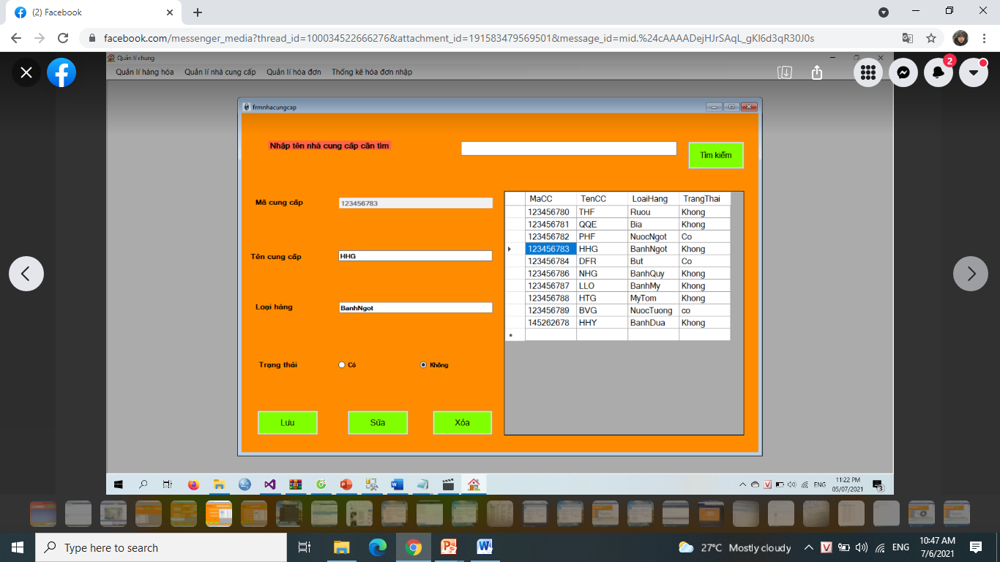 (2) Facebook
facebook.com/messenger_media?thread_id=100034522666276&attachment_id=191583479569501&message_id=mid.%24cAAAADejHJrSAqL_gKI6d3qR30J0s
Quản lí chung
Quản lí hàng hóa Quản lí nhà cung cấp Quản lí hóa đơn Thống kê hóa đơn nhập
2
frmnhacungcap
Nhập tên nhà cung cấp cần tìm
Tìm kiếm
Mã cung cấp 123456783
Tên cung cấp HHG
Loại hàng BanhNgot
Trạng thái Có Không
Lưu Sữa Xóa
MaCC TenCC LoaiHang TrangThai
123456780 THF Ruou Khong
123456781 QQE Bia Khong
123456782 PHF NuocNgot Co
123456783 HHG BanhNgot Khong
123456784 DFR But Co
123456786 NHG BanhQuy Khong
123456787 LLO BanhMy Khong
123456788 HTG MyTom Khong
123456789 BVG NuocTuong co
145262678 HHY BanhDua Khong
ENG
11:22 PM
05/07/2021
3
Type here to search
27°C Mostly cloudy
ENG
10:47 AM
7/6/2021